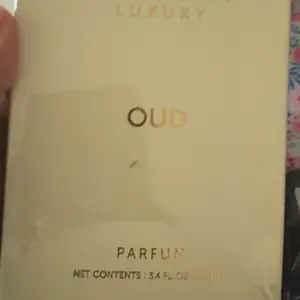 LUXURY
OUD
PARFUM
NET CONTENTS : 3.4 FL. OZ